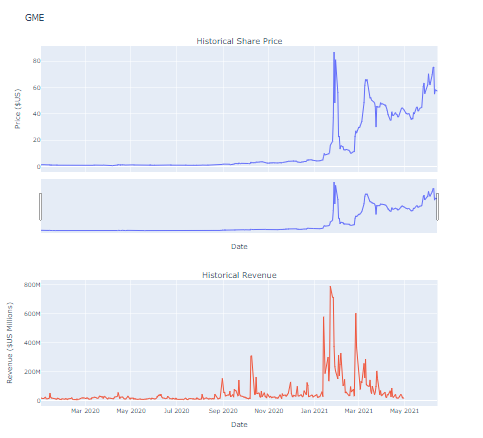 GME
Historical Share Price
80
60
40
20
0
Price ($US)
Date
Historical Revenue
800M
600M
400M
200M
0
Revenue ($US Millions)
Mar 2020 May 2020 Jul 2020 Sep 2020 Nov 2020 Jan 2021 Mar 2021 May 2021
Date